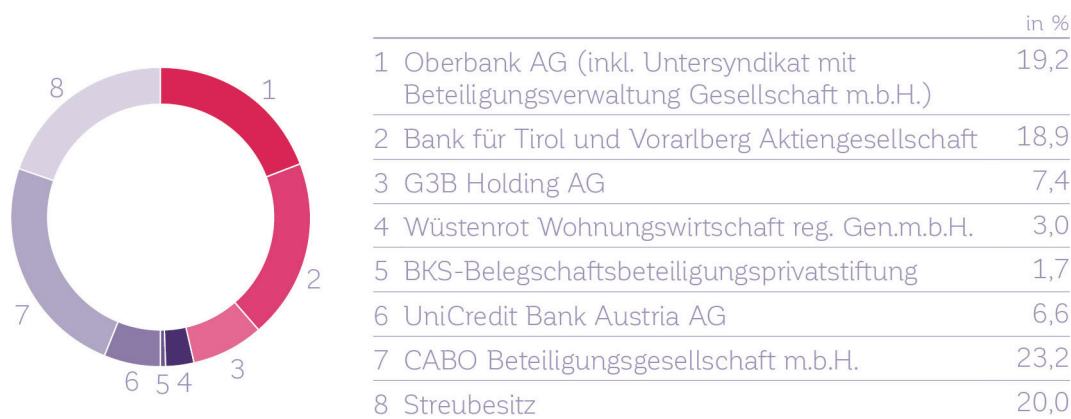 in %
1 Oberbank AG (inkl. Untersyndikat mit 19,2
Beteiligungsverwaltung Gesellschaft m.b.H.)
2 Bank für Tirol und Vorarlberg Aktiengesellschaft 18,9
3 G3B Holding AG 7,4
4 Wüstenrot Wohnungswirtschaft reg. Gen.m.b.H. 3,0
5 BKS-Belegschaftsbeteiligungsprivatstiftung 1,7
6 UniCredit Bank Austria AG 6,6
7 CABO Beteiligungsgesellschaft m.b.H. 23,2
8 Streubesitz 20,0
8
1
2
7
3
6
5
4